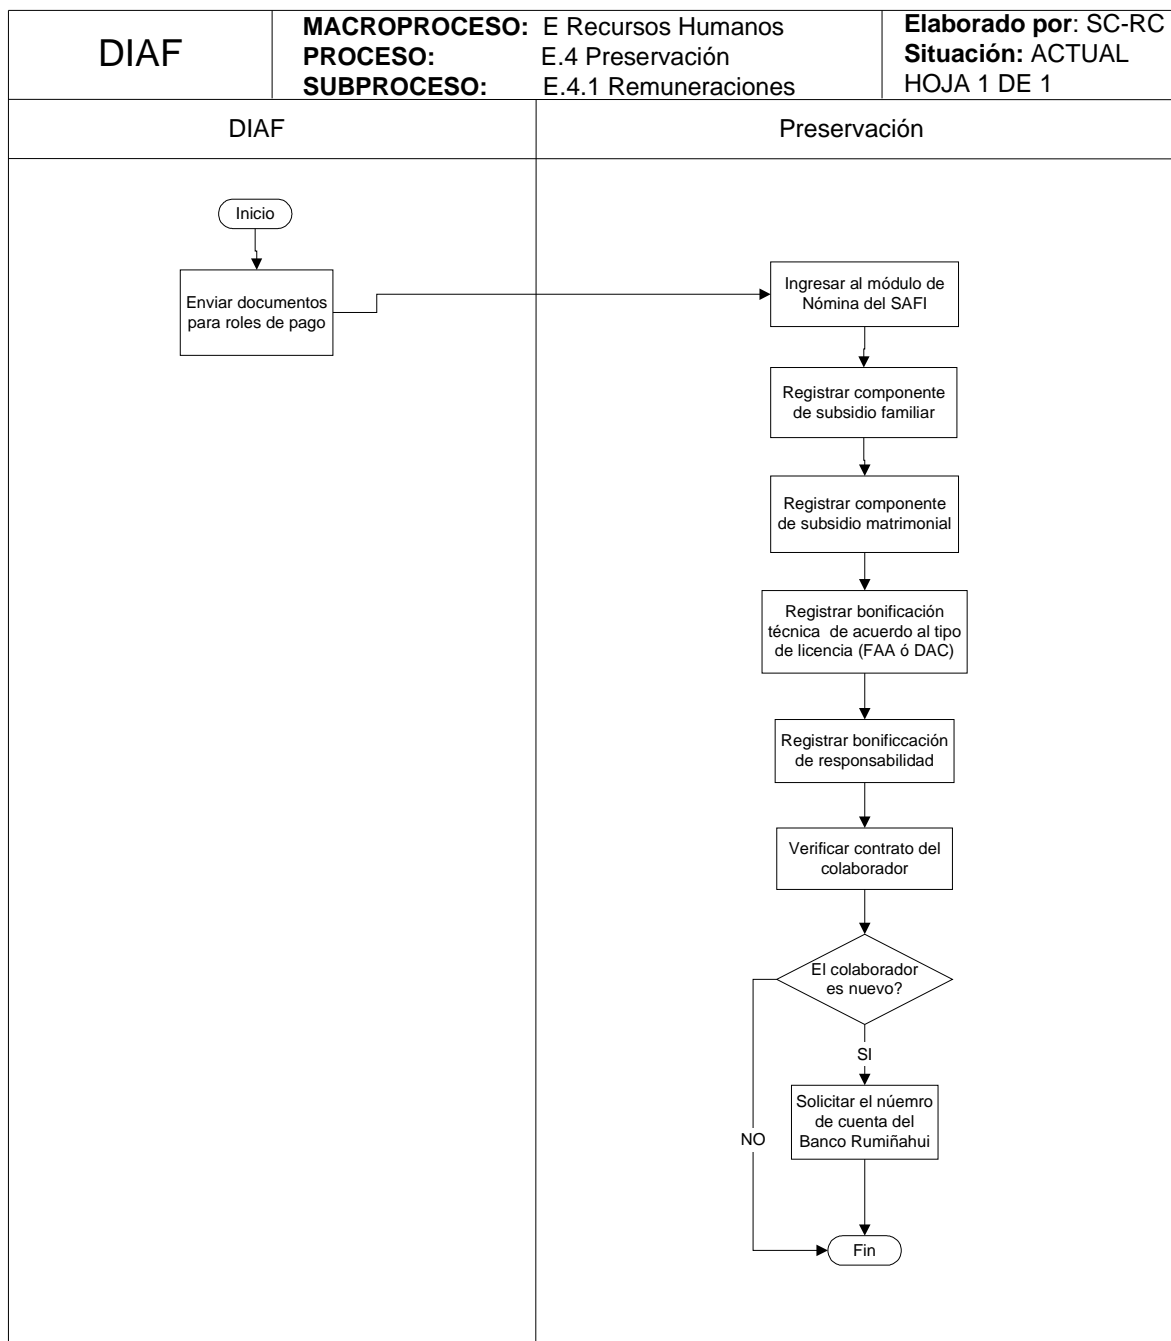 DIAF
MACROPROCESO: E Recursos Humanos
PROCESO: E.4 Preservación
SUBPROCESO: E.4.1 Remuneraciones
Elaborado por: SC-RC
Situación: ACTUAL
HOJA 1 DE 1
DIAF
Preservación
Inicio
Enviar documentos
para roles de pago
Ingresar al módulo de
Nómina del SAFI
Registrar componente
de subsidio familiar
Registrar componente
de subsidio matrimonial
Registrar bonificación
técnica de acuerdo al tipo
de licencia (FAA ó DAC)
Registrar bonificcación
de responsabilidad
Verificar contrato del
colaborador
El colaborador
es nuevo?
SI
Solicitar el núemro
de cuenta del
Banco Rumiñahui
NO
Fin